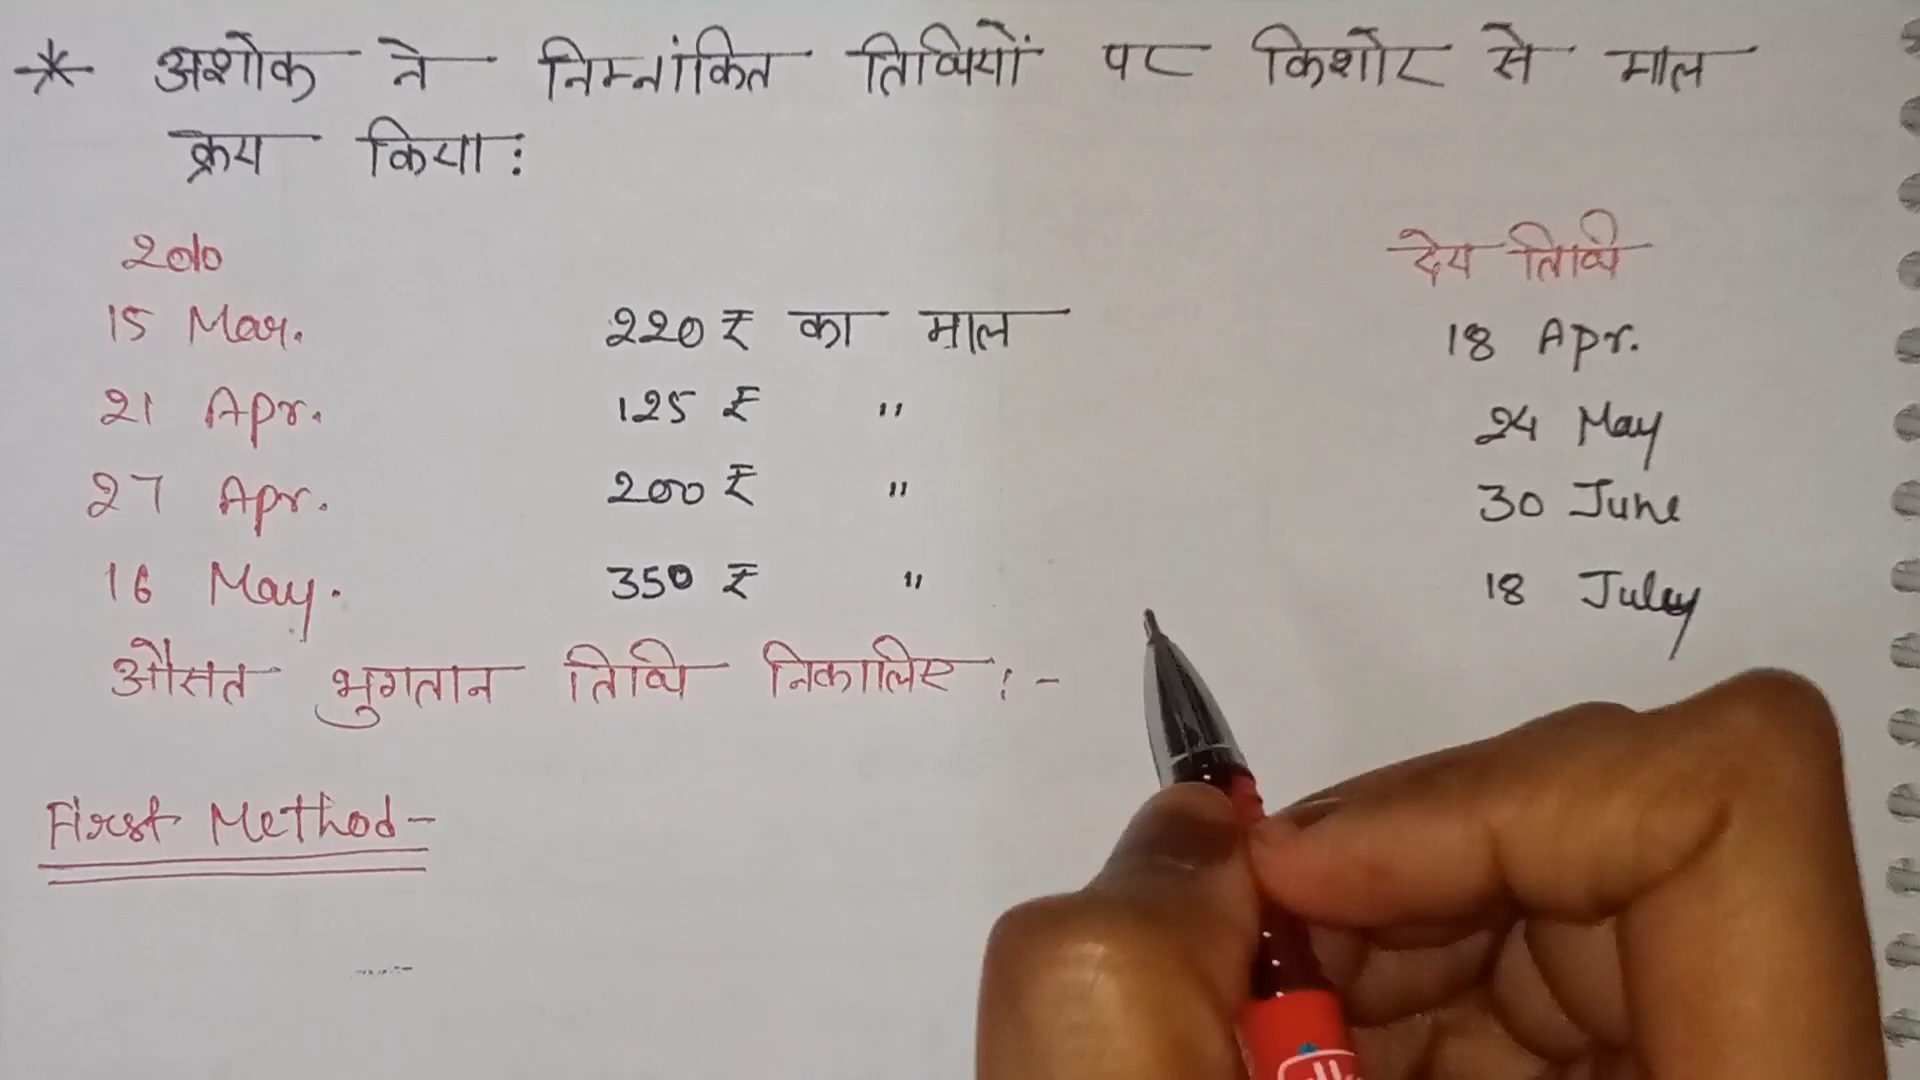 * अशोक ने निम्नांकित तिथियों पर किशोर से माल
क्रय किया:
2010 देय तिथि
15 Mar. 220 ₹ का माल 18 Apr.
21 Apr. 125 ₹ " 24 May
27 Apr. 200 ₹ " 30 June
16 May. 350 ₹ " 18 Juley
औसत भुगतान तिथि निकालिए :-
First Method-